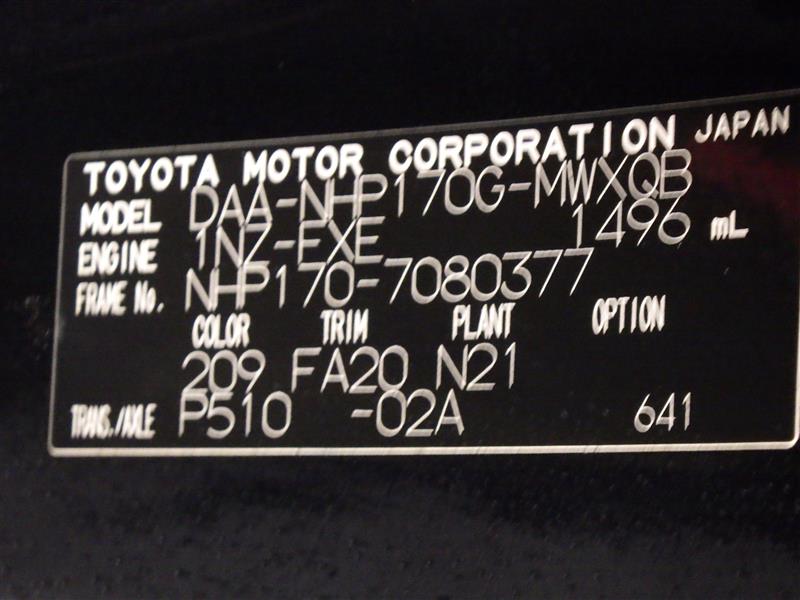 TOYOTA MOTOR CORPORATION JAPAN
MODEL DAA-NHP170G-MWXQB
ENGINE 1NZ-FXE 1496 mL
FRAME No. NHP170-7080377
COLOR TRIM PLANT OPTION
209 FA20 N21
TRANS./AXLE P510 -02A 641